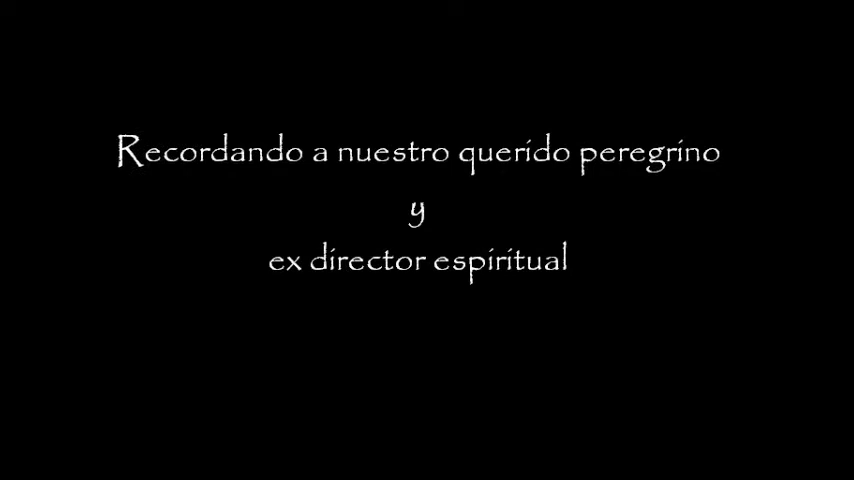 Recordando a nuestro querido peregrino
y
ex director espiritual